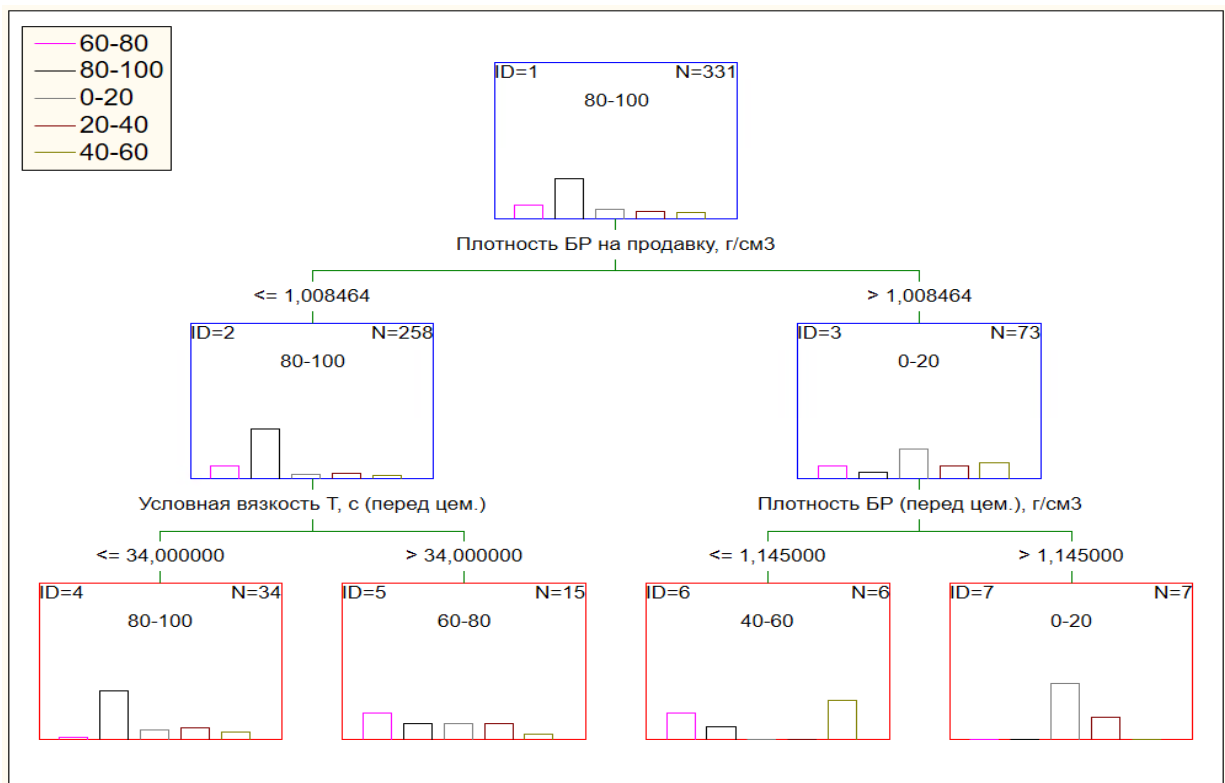 60-80
80-100
0-20
20-40
40-60
ID=1 N=331
80-100
Плотность БР на продавку, г/см3
<= 1,008464 > 1,008464
ID=2 N=258 ID=3 N=73
80-100 0-20
Условная вязкость Т, с (перед цем.) Плотность БР (перед цем.), г/см3
<= 34,000000 > 34,000000 <= 1,145000 > 1,145000
ID=4 N=34 ID=5 N=15 ID=6 N=6 ID=7 N=7
80-100 60-80 40-60 0-20